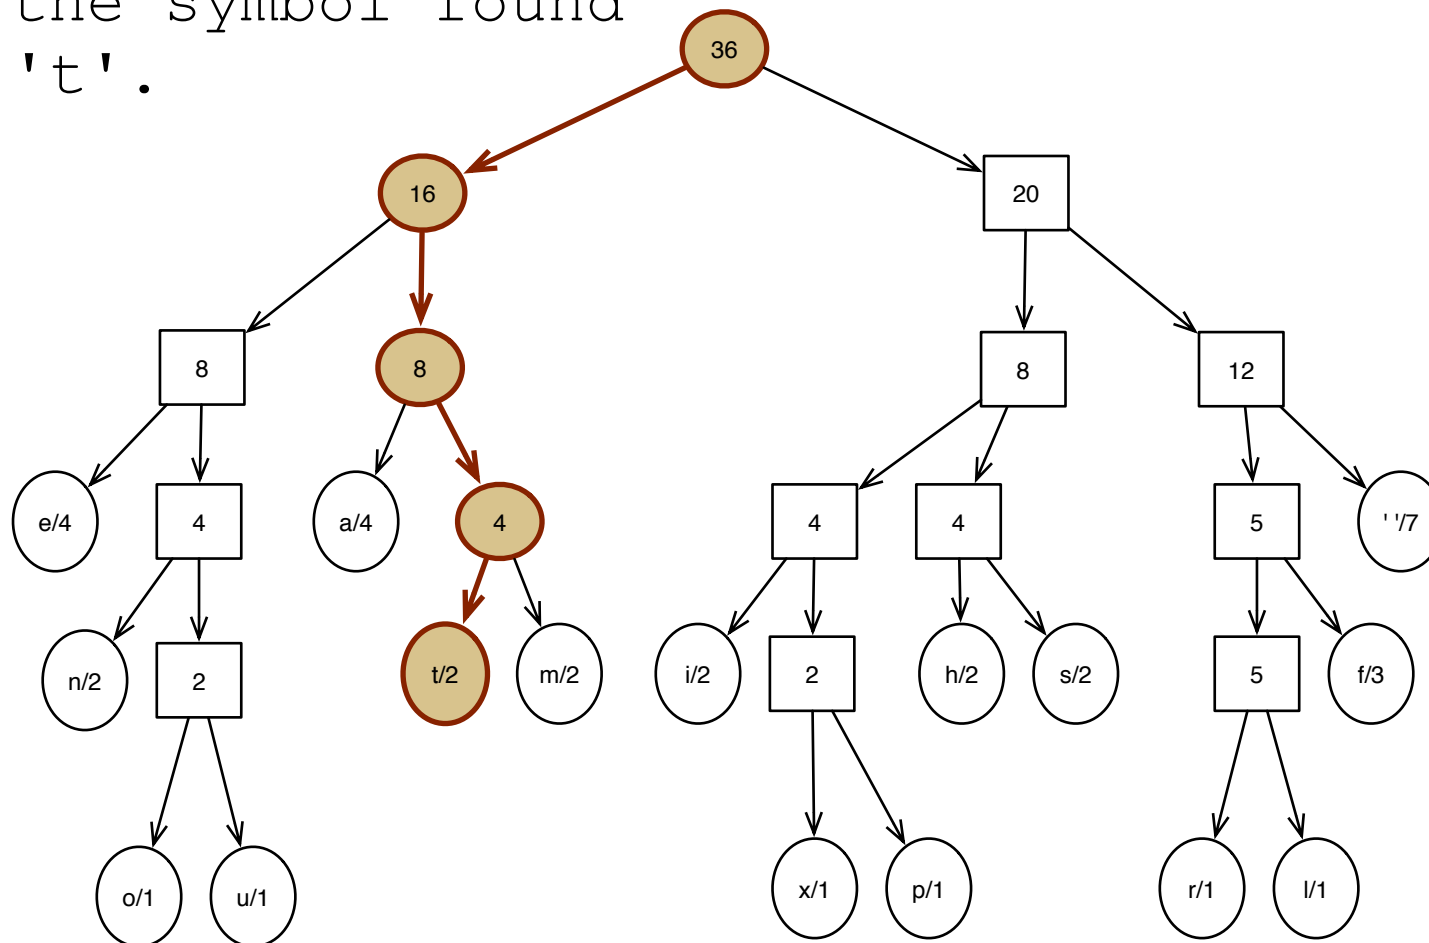 the symbol found
't'.
36
16
20
8
8
8
12
e/4
4
a/4
4
4
4
5
' '/7
n/2
2
t/2
m/2
i/2
2
h/2
s/2
5
f/3
o/1
u/1
x/1
p/1
r/1
l/1